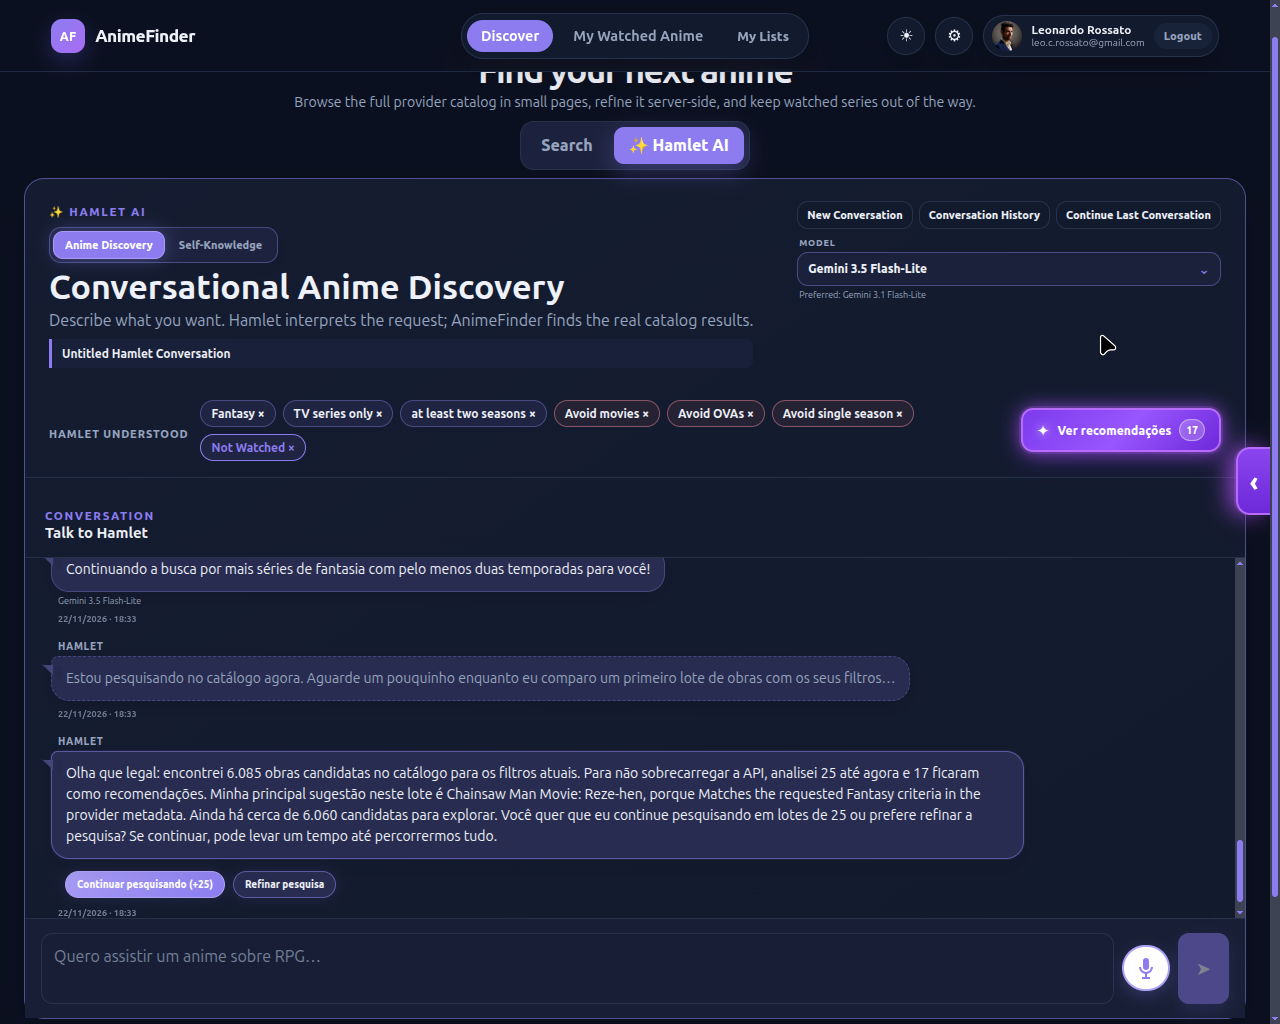 AF AnimeFinder
Discover
My Watched Anime
My Lists
Leonardo Rossato
leo.c.rossato@gmail.com
Logout
Find your next anime
Browse the full provider catalog in small pages, refine it server-side, and keep watched series out of the way.
Search
✨ Hamlet AI
✨ HAMLET AI
Anime Discovery
Self-Knowledge
New Conversation
Conversation History
Continue Last Conversation
MODEL
Gemini 3.5 Flash-Lite
Preferred: Gemini 3.1 Flash-Lite
Conversational Anime Discovery
Describe what you want. Hamlet interprets the request; AnimeFinder finds the real catalog results.
Untitled Hamlet Conversation
HAMLET UNDERSTOOD
Fantasy ×
TV series only ×
at least two seasons ×
Avoid movies ×
Avoid OVAs ×
Avoid single season ×
Not Watched ×
✦ Ver recomendações 17
‹
CONVERSATION
Talk to Hamlet
Continuando a busca por mais séries de fantasia com pelo menos duas temporadas para você!
Gemini 3.5 Flash-Lite
22/11/2026 · 18:33
HAMLET
Estou pesquisando no catálogo agora. Aguarde um pouquinho enquanto eu comparo um primeiro lote de obras com os seus filtros…
22/11/2026 · 18:33
HAMLET
Olha que legal: encontrei 6.085 obras candidatas no catálogo para os filtros atuais. Para não sobrecarregar a API, analisei 25 até agora e 17 ficaram
como recomendações. Minha principal sugestão neste lote é Chainsaw Man Movie: Reze-hen, porque Matches the requested Fantasy criteria in the
provider metadata. Ainda há cerca de 6.060 candidatas para explorar. Você quer que eu continue pesquisando em lotes de 25 ou prefere refinar a
pesquisa? Se continuar, pode levar um tempo até percorrermos tudo.
Continuar pesquisando (+25)
Refinar pesquisa
22/11/2026 · 18:33
Quero assistir um anime sobre RPG…